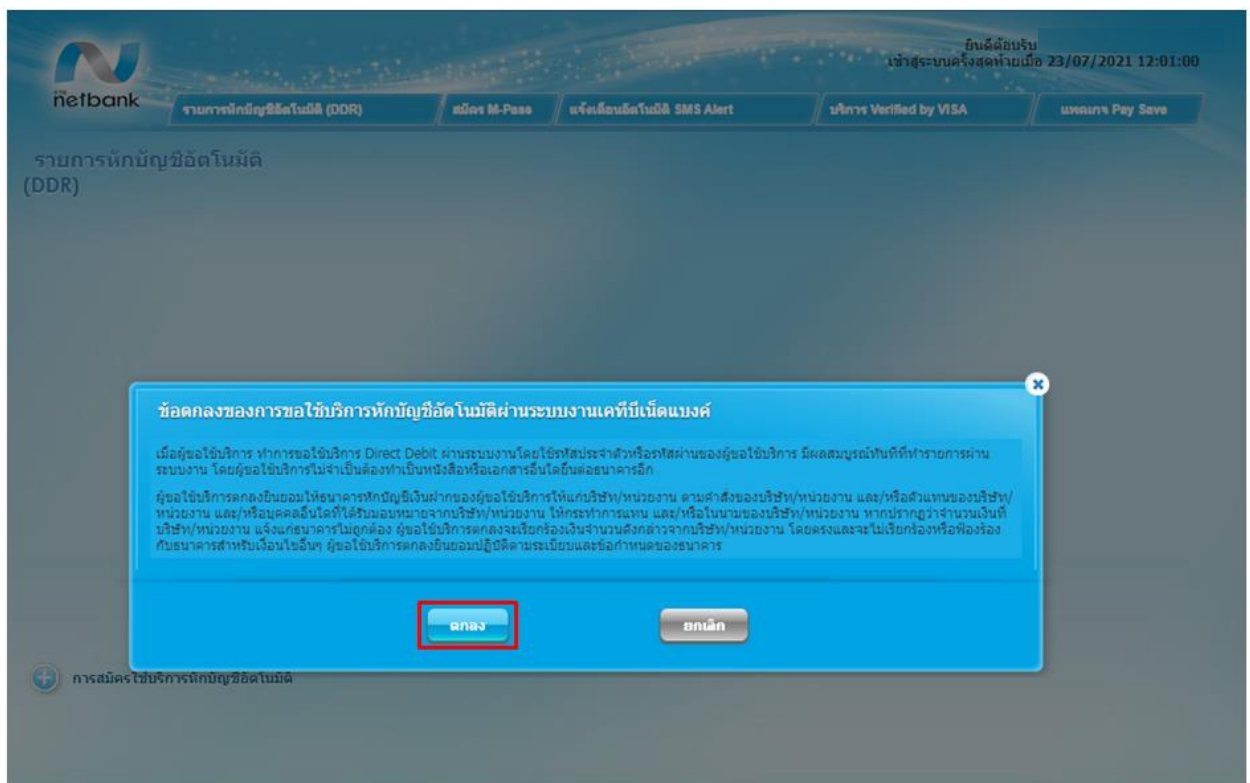 ยินดีต้อนรับ
เข้าสู่ระบบครั้งสุดท้ายเมื่อ 23/07/2021 12:01:00
netbank
รายการหักบัญชีอัตโนมัติ (DDR)
สมัคร M-Pass
แจ้งเตือนอัตโนมัติ SMS Alert
บริการ Verified by VISA
แพคเกจ Pay Save
รายการหักบัญชีอัตโนมัติ
(DDR)
ข้อตกลงของการขอใช้บริการหักบัญชีอัตโนมัติผ่านระบบงานเคทีบีเน็ตแบงค์
เมื่อผู้ขอใช้บริการ ทำการขอใช้บริการ Direct Debit ผ่านระบบงานโดยใช้รหัสประจำตัวหรือรหัสผ่านของผู้ขอใช้บริการ มีผลสมบูรณ์ทันทีที่ทำรายการผ่าน
ระบบงาน โดยผู้ขอใช้บริการไม่จำเป็นต้องทำเป็นหนังสือหรือเอกสารอื่นใดยื่นต่อธนาคารอีก
ผู้ขอใช้บริการตกลงยินยอมให้ธนาคารหักบัญชีเงินฝากของผู้ขอใช้บริการให้แก่บริษัท/หน่วยงาน ตามคำสั่งของบริษัท/หน่วยงาน และ/หรือตัวแทนของบริษัท/
หน่วยงาน และ/หรือบุคคลอื่นใดที่ได้รับมอบหมายจากบริษัท/หน่วยงาน ให้กระทำการแทน และ/หรือในนามของบริษัท/หน่วยงาน หากปรากฏว่าจำนวนเงินที่
บริษัท/หน่วยงาน แจ้งแก่ธนาคารไม่ถูกต้อง ผู้ขอใช้บริการตกลงจะเรียกร้องเงินจำนวนดังกล่าวจากบริษัท/หน่วยงาน โดยตรงและจะไม่เรียกร้องหรือฟ้องร้อง
กับธนาคารสำหรับเงื่อนไขอื่นๆ ผู้ขอใช้บริการตกลงยินยอมปฏิบัติตามระเบียบและข้อกำหนดของธนาคาร
ตกลง
ยกเลิก
การสมัครใช้บริการหักบัญชีอัตโนมัติ